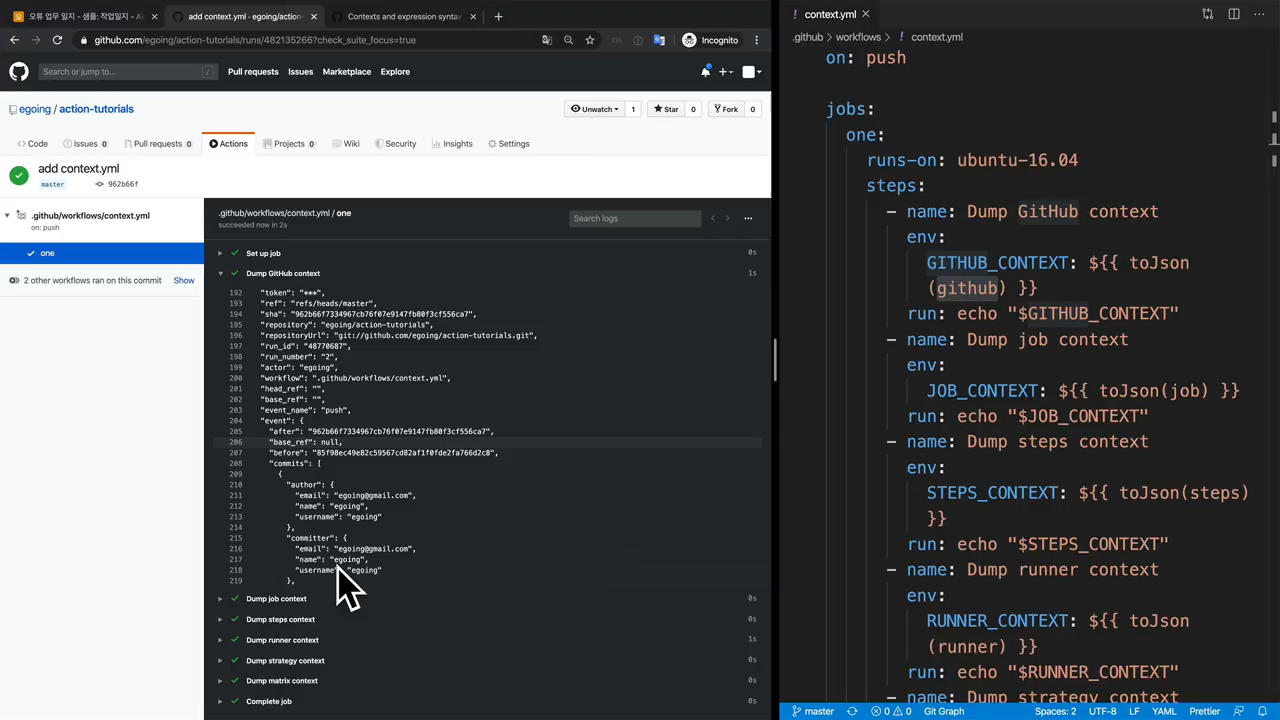 오류 업무 일지 - 샘플: 작업일지 - Ai
add context.yml · egoing/action-
Contexts and expression syntax
github.com/egoing/action-tutorials/runs/482135266?check_suite_focus=true
Incognito
Search or jump to...
/
Pull requests
Issues
Marketplace
Explore
egoing / action-tutorials
Unwatch 1
Star 0
Fork 0
Code
Issues 0
Pull requests 0
Actions
Projects 0
Wiki
Security
Insights
Settings
add context.yml
master
962b66f
.github/workflows/context.yml
on: push
one
2 other workflows ran on this commit Show
.github/workflows/context.yml / one
succeeded now in 2s
Search logs
Set up job 0s
Dump GitHub context 1s
192 "token": "***",
193 "ref": "refs/heads/master",
194 "sha": "962b66f7334967cb76f07e9147fb80f3cf556ca7",
195 "repository": "egoing/action-tutorials",
196 "repositoryUrl": "git://github.com/egoing/action-tutorials.git",
197 "run_id": "48770687",
198 "run_number": "2",
199 "actor": "egoing",
200 "workflow": ".github/workflows/context.yml",
201 "head_ref": "",
202 "base_ref": "",
203 "event_name": "push",
204 "event": {
205 "after": "962b66f7334967cb76f07e9147fb80f3cf556ca7",
206 "base_ref": null,
207 "before": "85f98ec49e82c59567cd82af1f0fde2fa766d2c8",
208 "commits": [
209 {
210 "author": {
211 "email": "egoing@gmail.com",
212 "name": "egoing",
213 "username": "egoing"
214 },
215 "committer": {
216 "email": "egoing@gmail.com",
217 "name": "egoing",
218 "username": "egoing"
219 },
Dump job context 0s
Dump steps context 0s
Dump runner context 1s
Dump strategy context 0s
Dump matrix context 0s
Complete job 0s
! context.yml
.github > workflows > ! context.yml
on: push
jobs:
one:
runs-on: ubuntu-16.04
steps:
- name: Dump GitHub context
env:
GITHUB_CONTEXT: ${{ toJson
(github) }}
run: echo "$GITHUB_CONTEXT"
- name: Dump job context
env:
JOB_CONTEXT: ${{ toJson(job) }}
run: echo "$JOB_CONTEXT"
- name: Dump steps context
env:
STEPS_CONTEXT: ${{ toJson(steps)
}}
run: echo "$STEPS_CONTEXT"
- name: Dump runner context
env:
RUNNER_CONTEXT: ${{ toJson
(runner) }}
run: echo "$RUNNER_CONTEXT"
- name: Dump strategy context
master
0 0
Git Graph
Spaces: 2
UTF-8
LF
YAML
Prettier